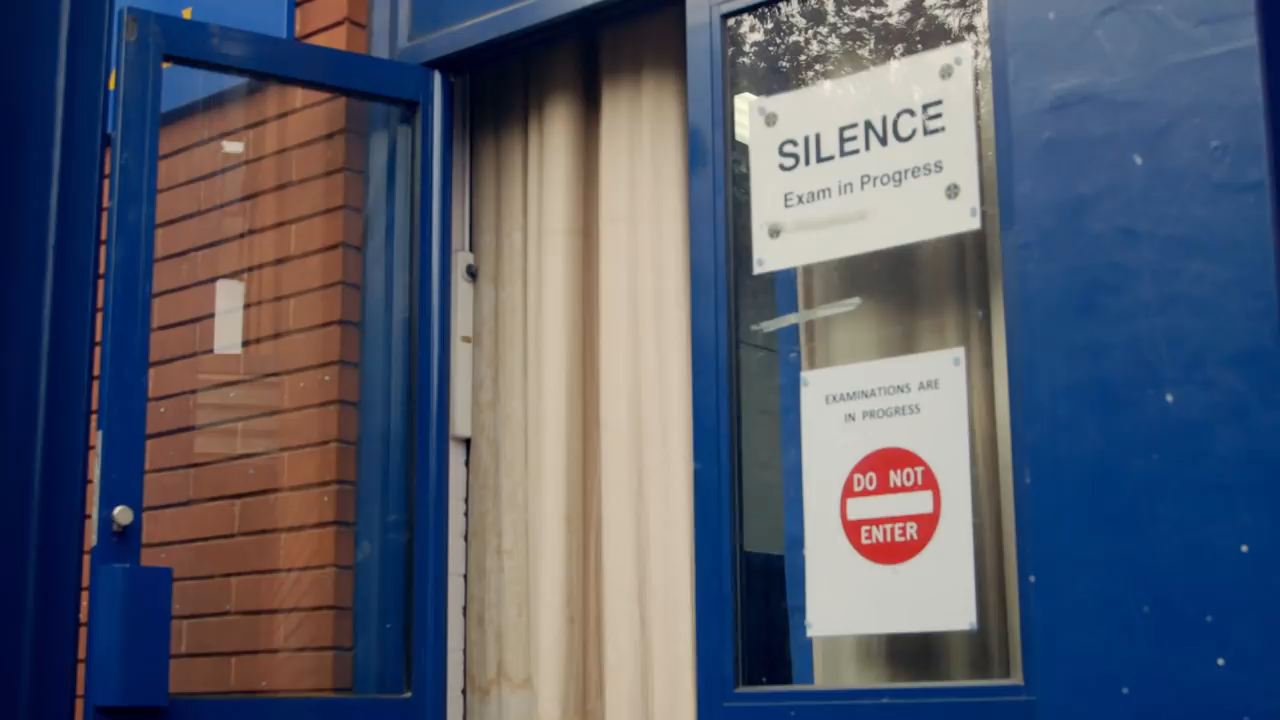 SILENCE
Exam in Progress
EXAMINATIONS ARE
IN PROGRESS
DO NOT
ENTER